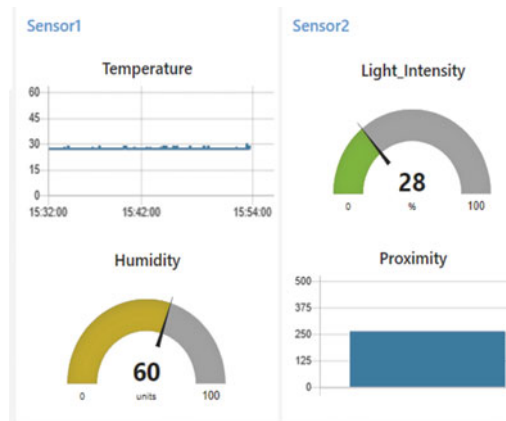 Sensor1
Temperature
60
45
30
15
0
15:32:00 15:42:00 15:54:00
Humidity
60
0 units 100
Sensor2
Light_Intensity
28
0 % 100
Proximity
500
375
250
125
0